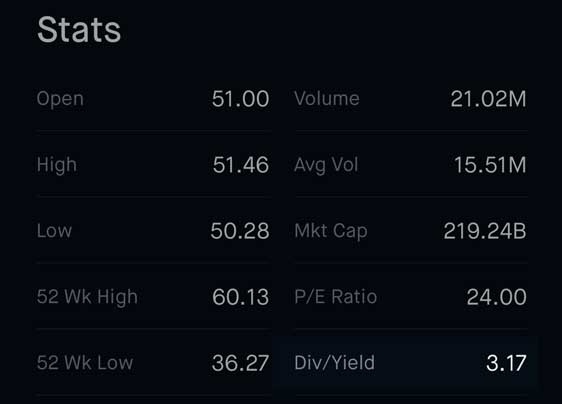 Stats
Open 51.00 Volume 21.02M
High 51.46 Avg Vol 15.51M
Low 50.28 Mkt Cap 219.24B
52 Wk High 60.13 P/E Ratio 24.00
52 Wk Low 36.27 Div/Yield 3.17